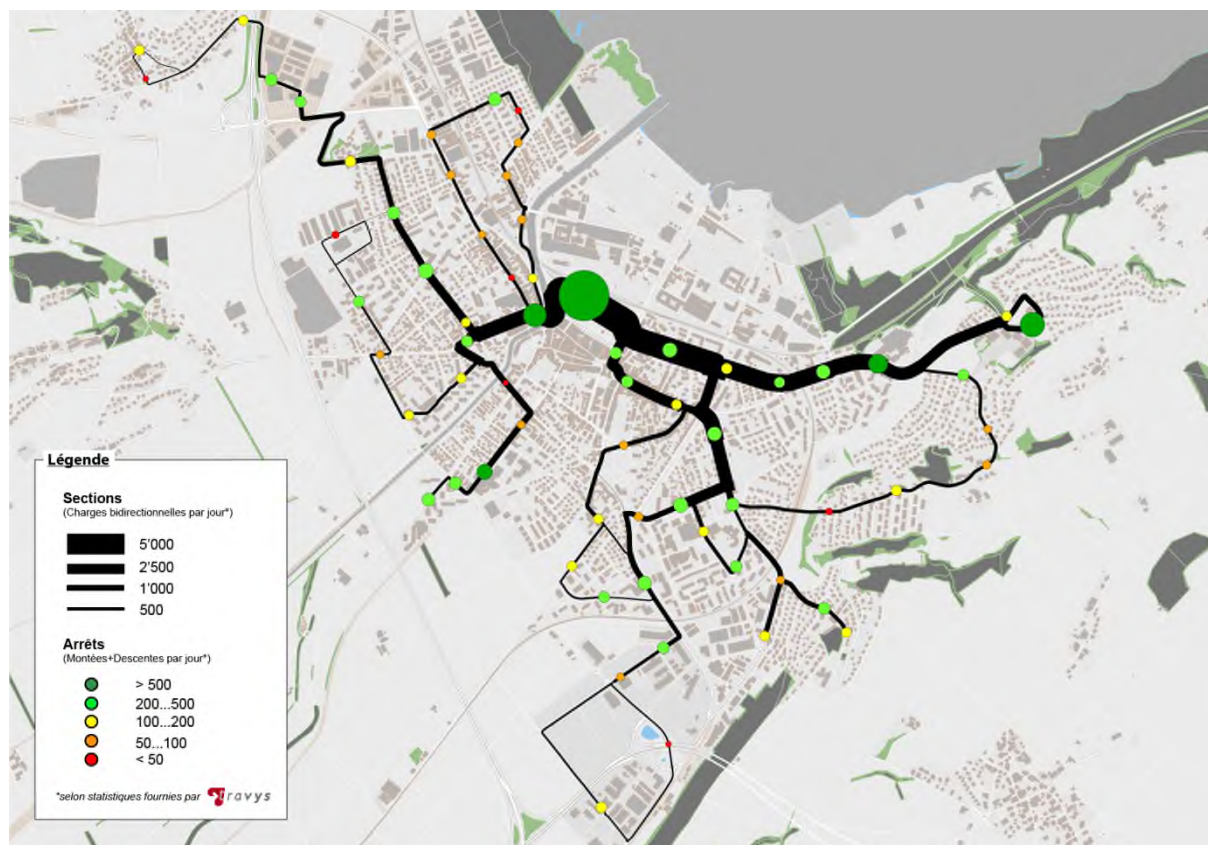 Légende
Sections
(Charges bidirectionnelles par jour*)
5'000
2'500
1'000
500
Arrêts
(Montées+Descentes par jour*)
> 500
200...500
100...200
50...100
< 50
*selon statistiques fournies par travys